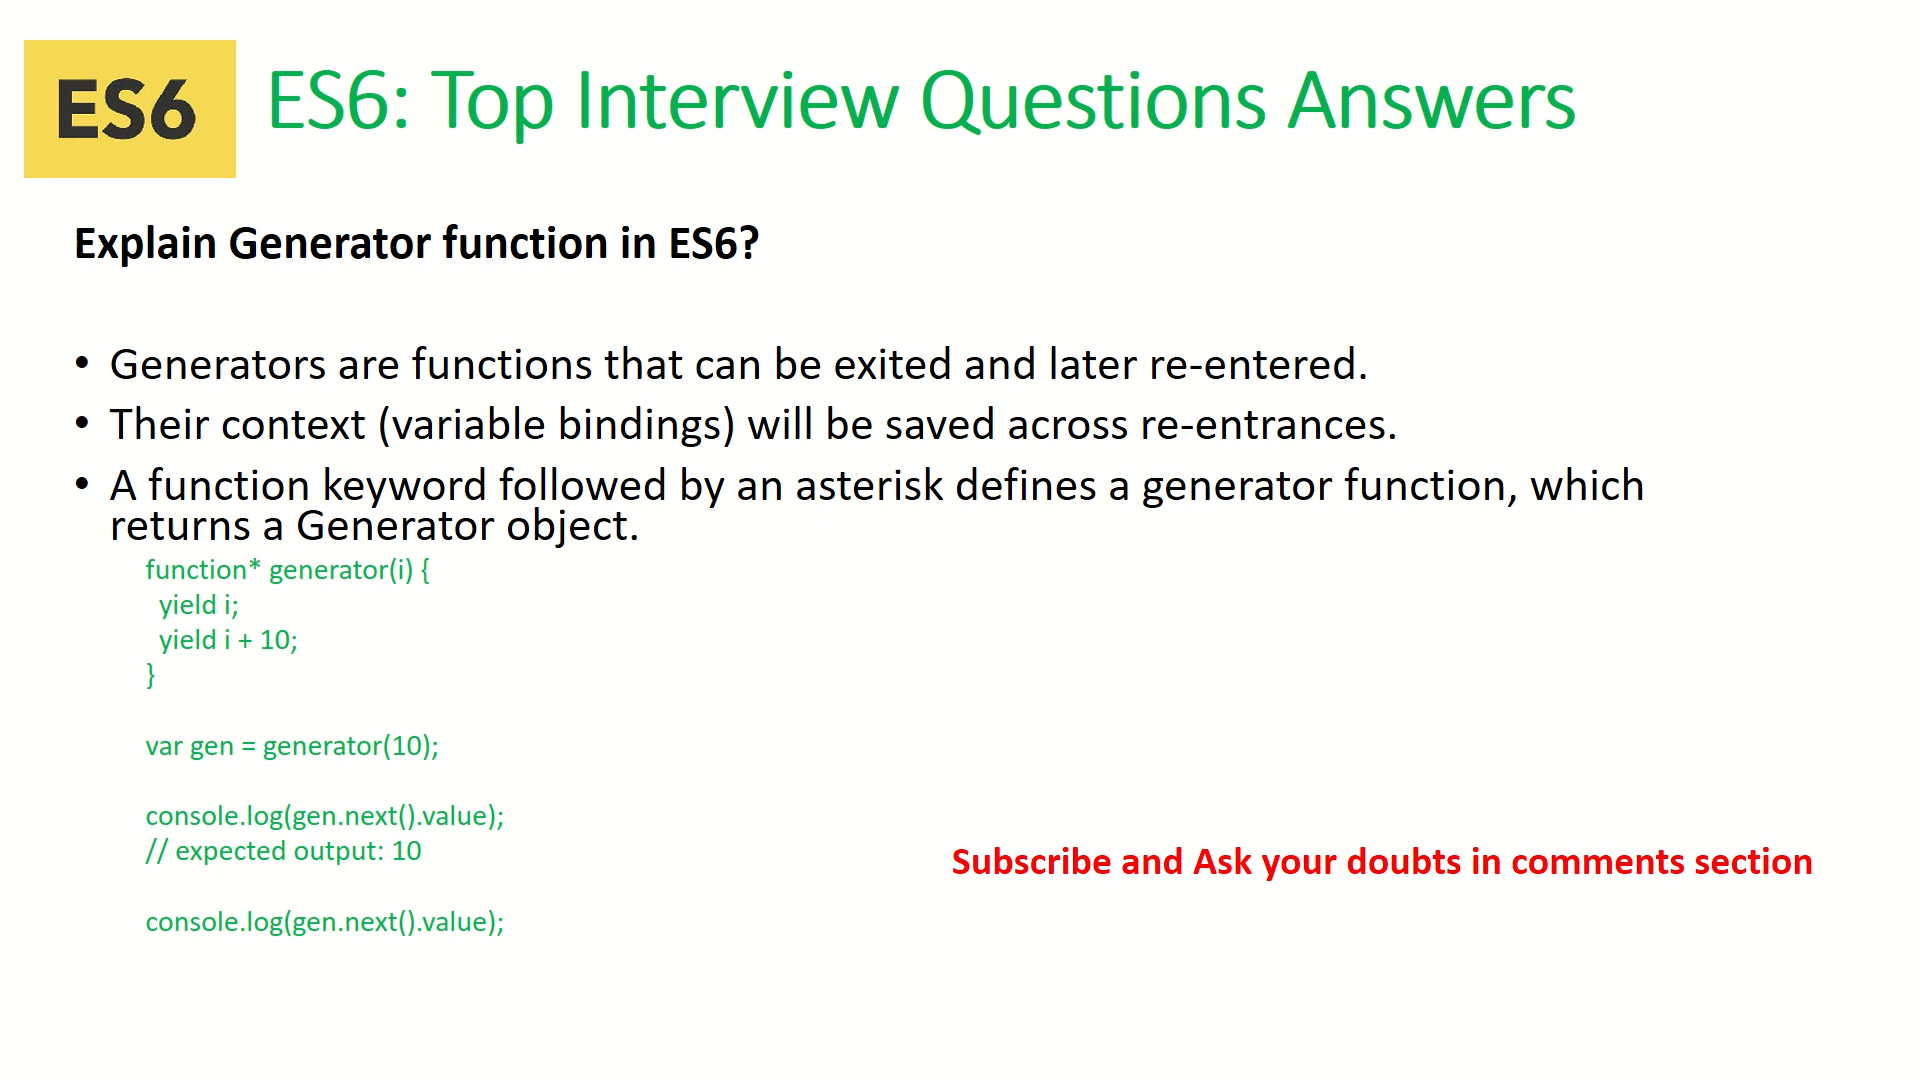 ES6
ES6: Top Interview Questions Answers
Explain Generator function in ES6?
• Generators are functions that can be exited and later re-entered.
• Their context (variable bindings) will be saved across re-entrances.
• A function keyword followed by an asterisk defines a generator function, which
returns a Generator object.
function* generator(i) {
yield i;
yield i + 10;
}
var gen = generator(10);
console.log(gen.next().value);
// expected output: 10
Subscribe and Ask your doubts in comments section
console.log(gen.next().value);